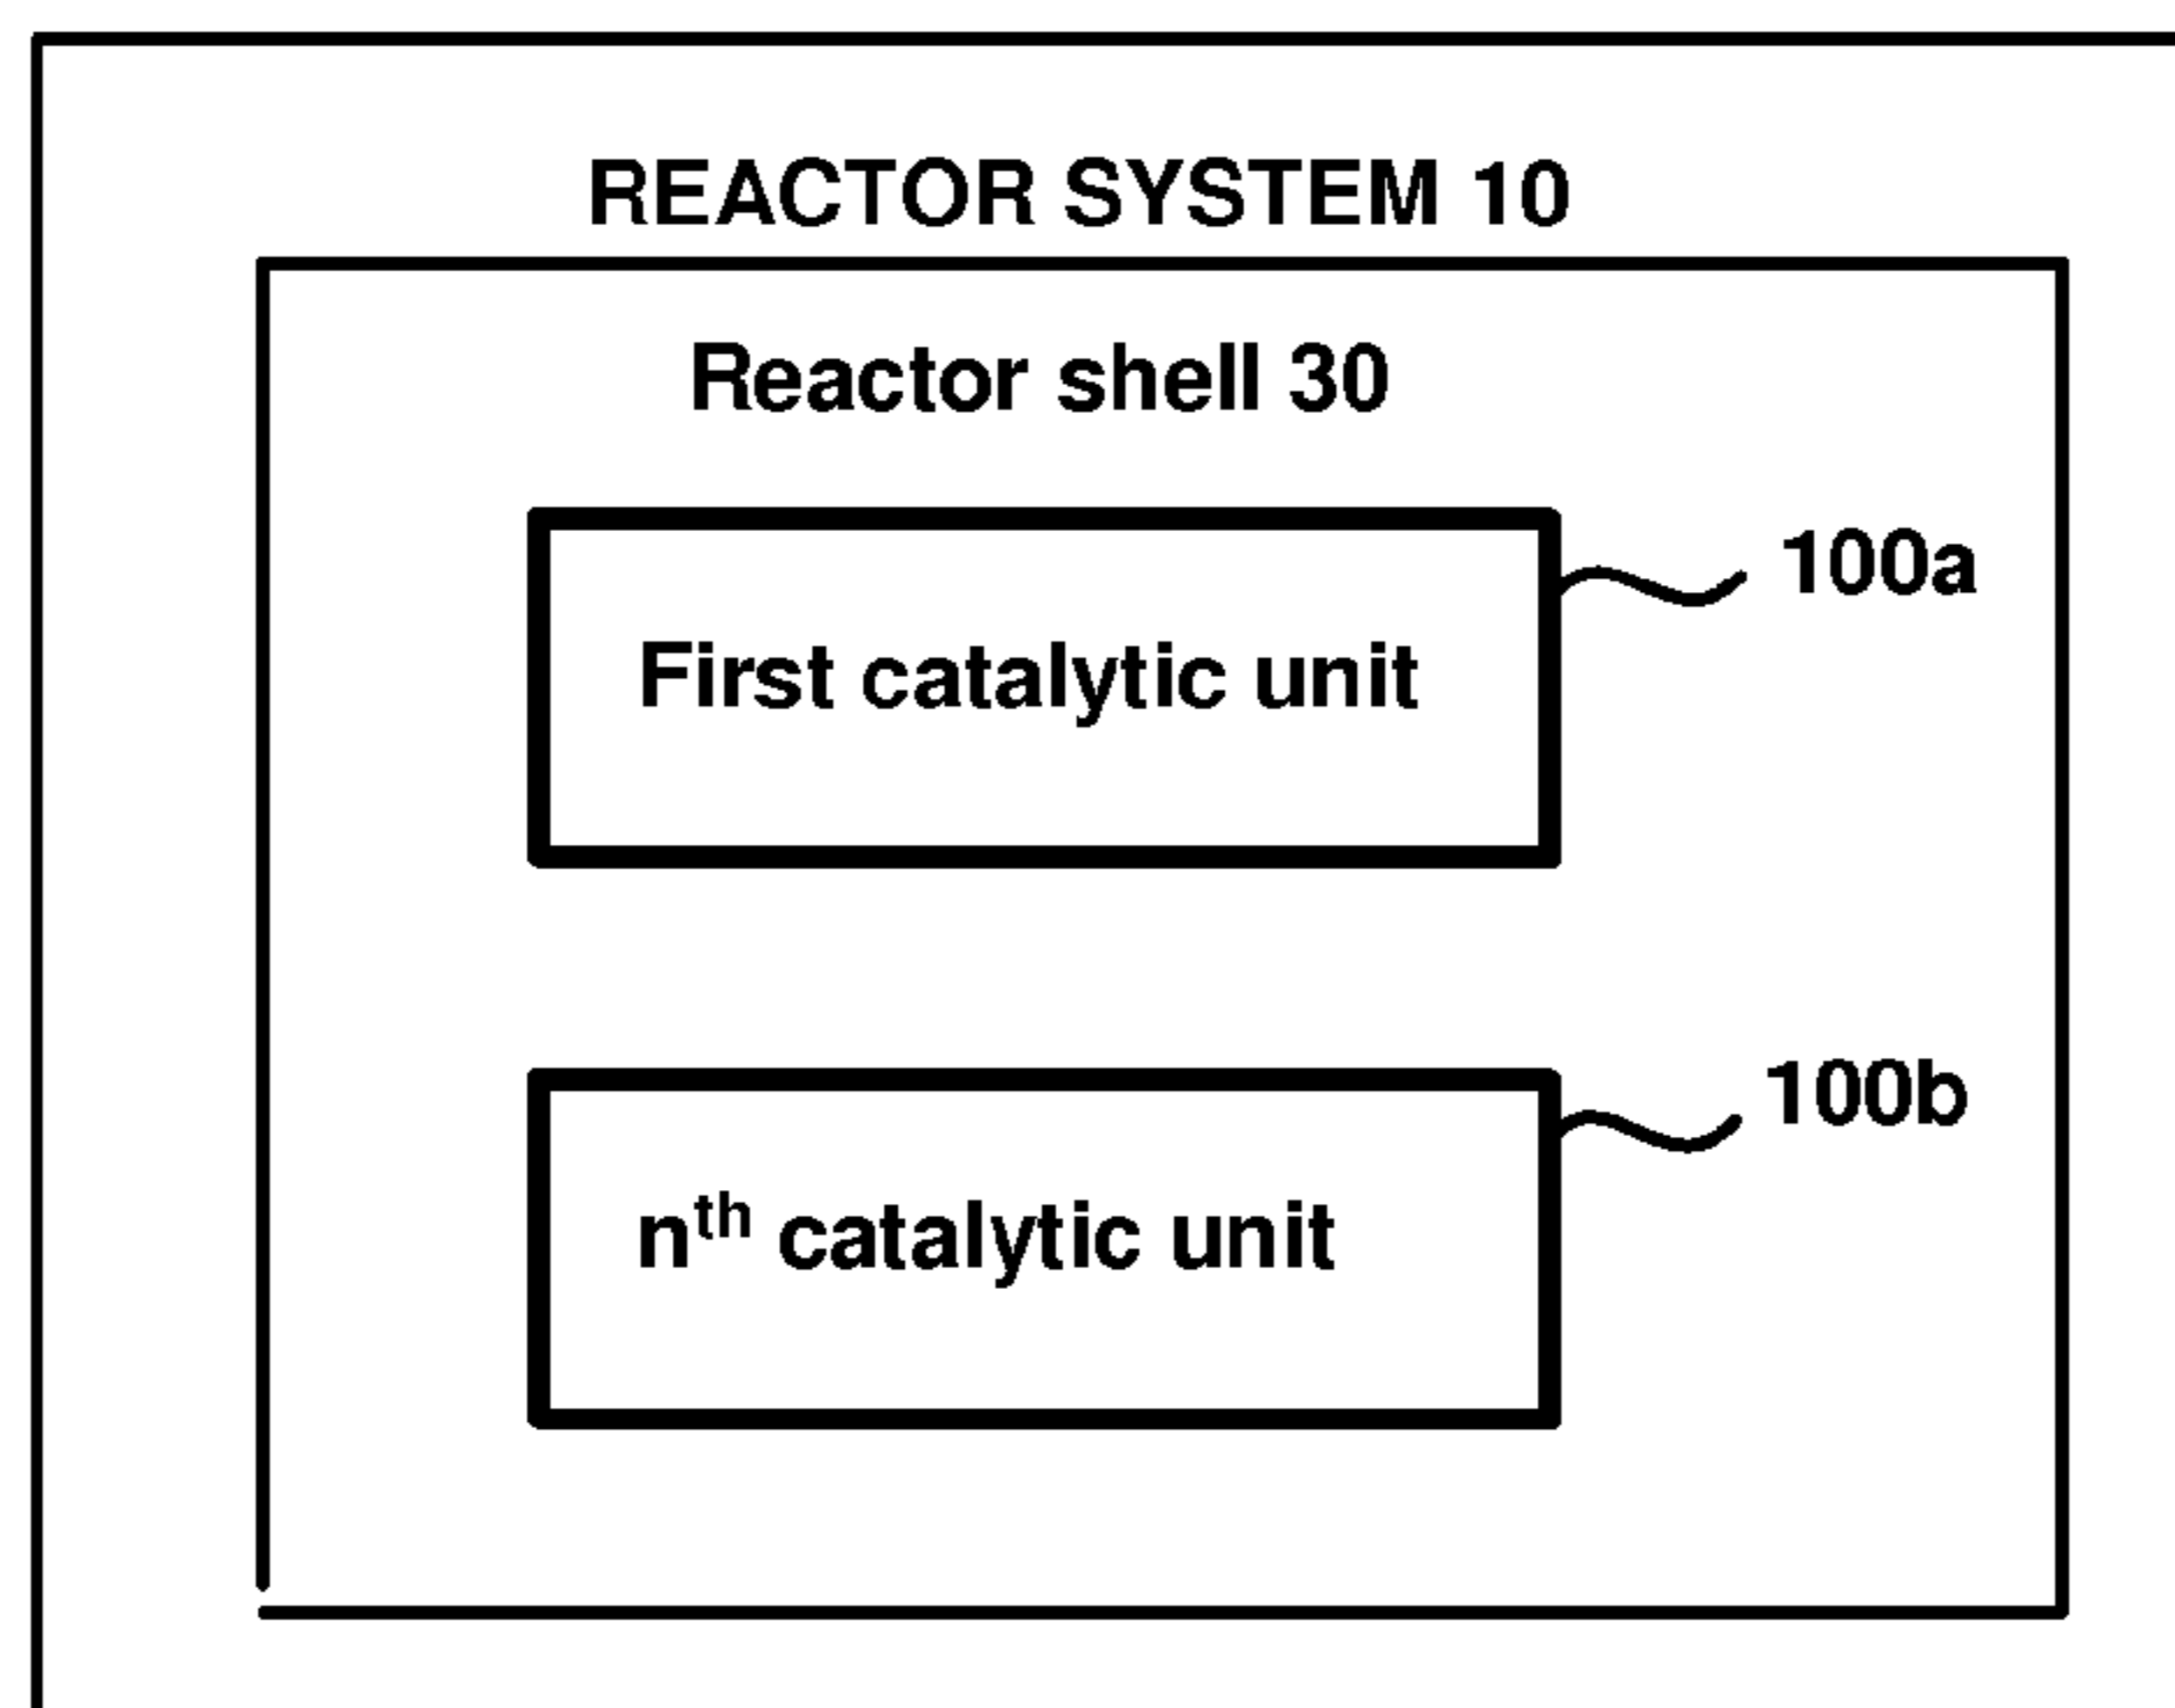 REACTOR SYSTEM 10
Reactor shell 30
100a
First catalytic unit
100b
nth catalytic unit